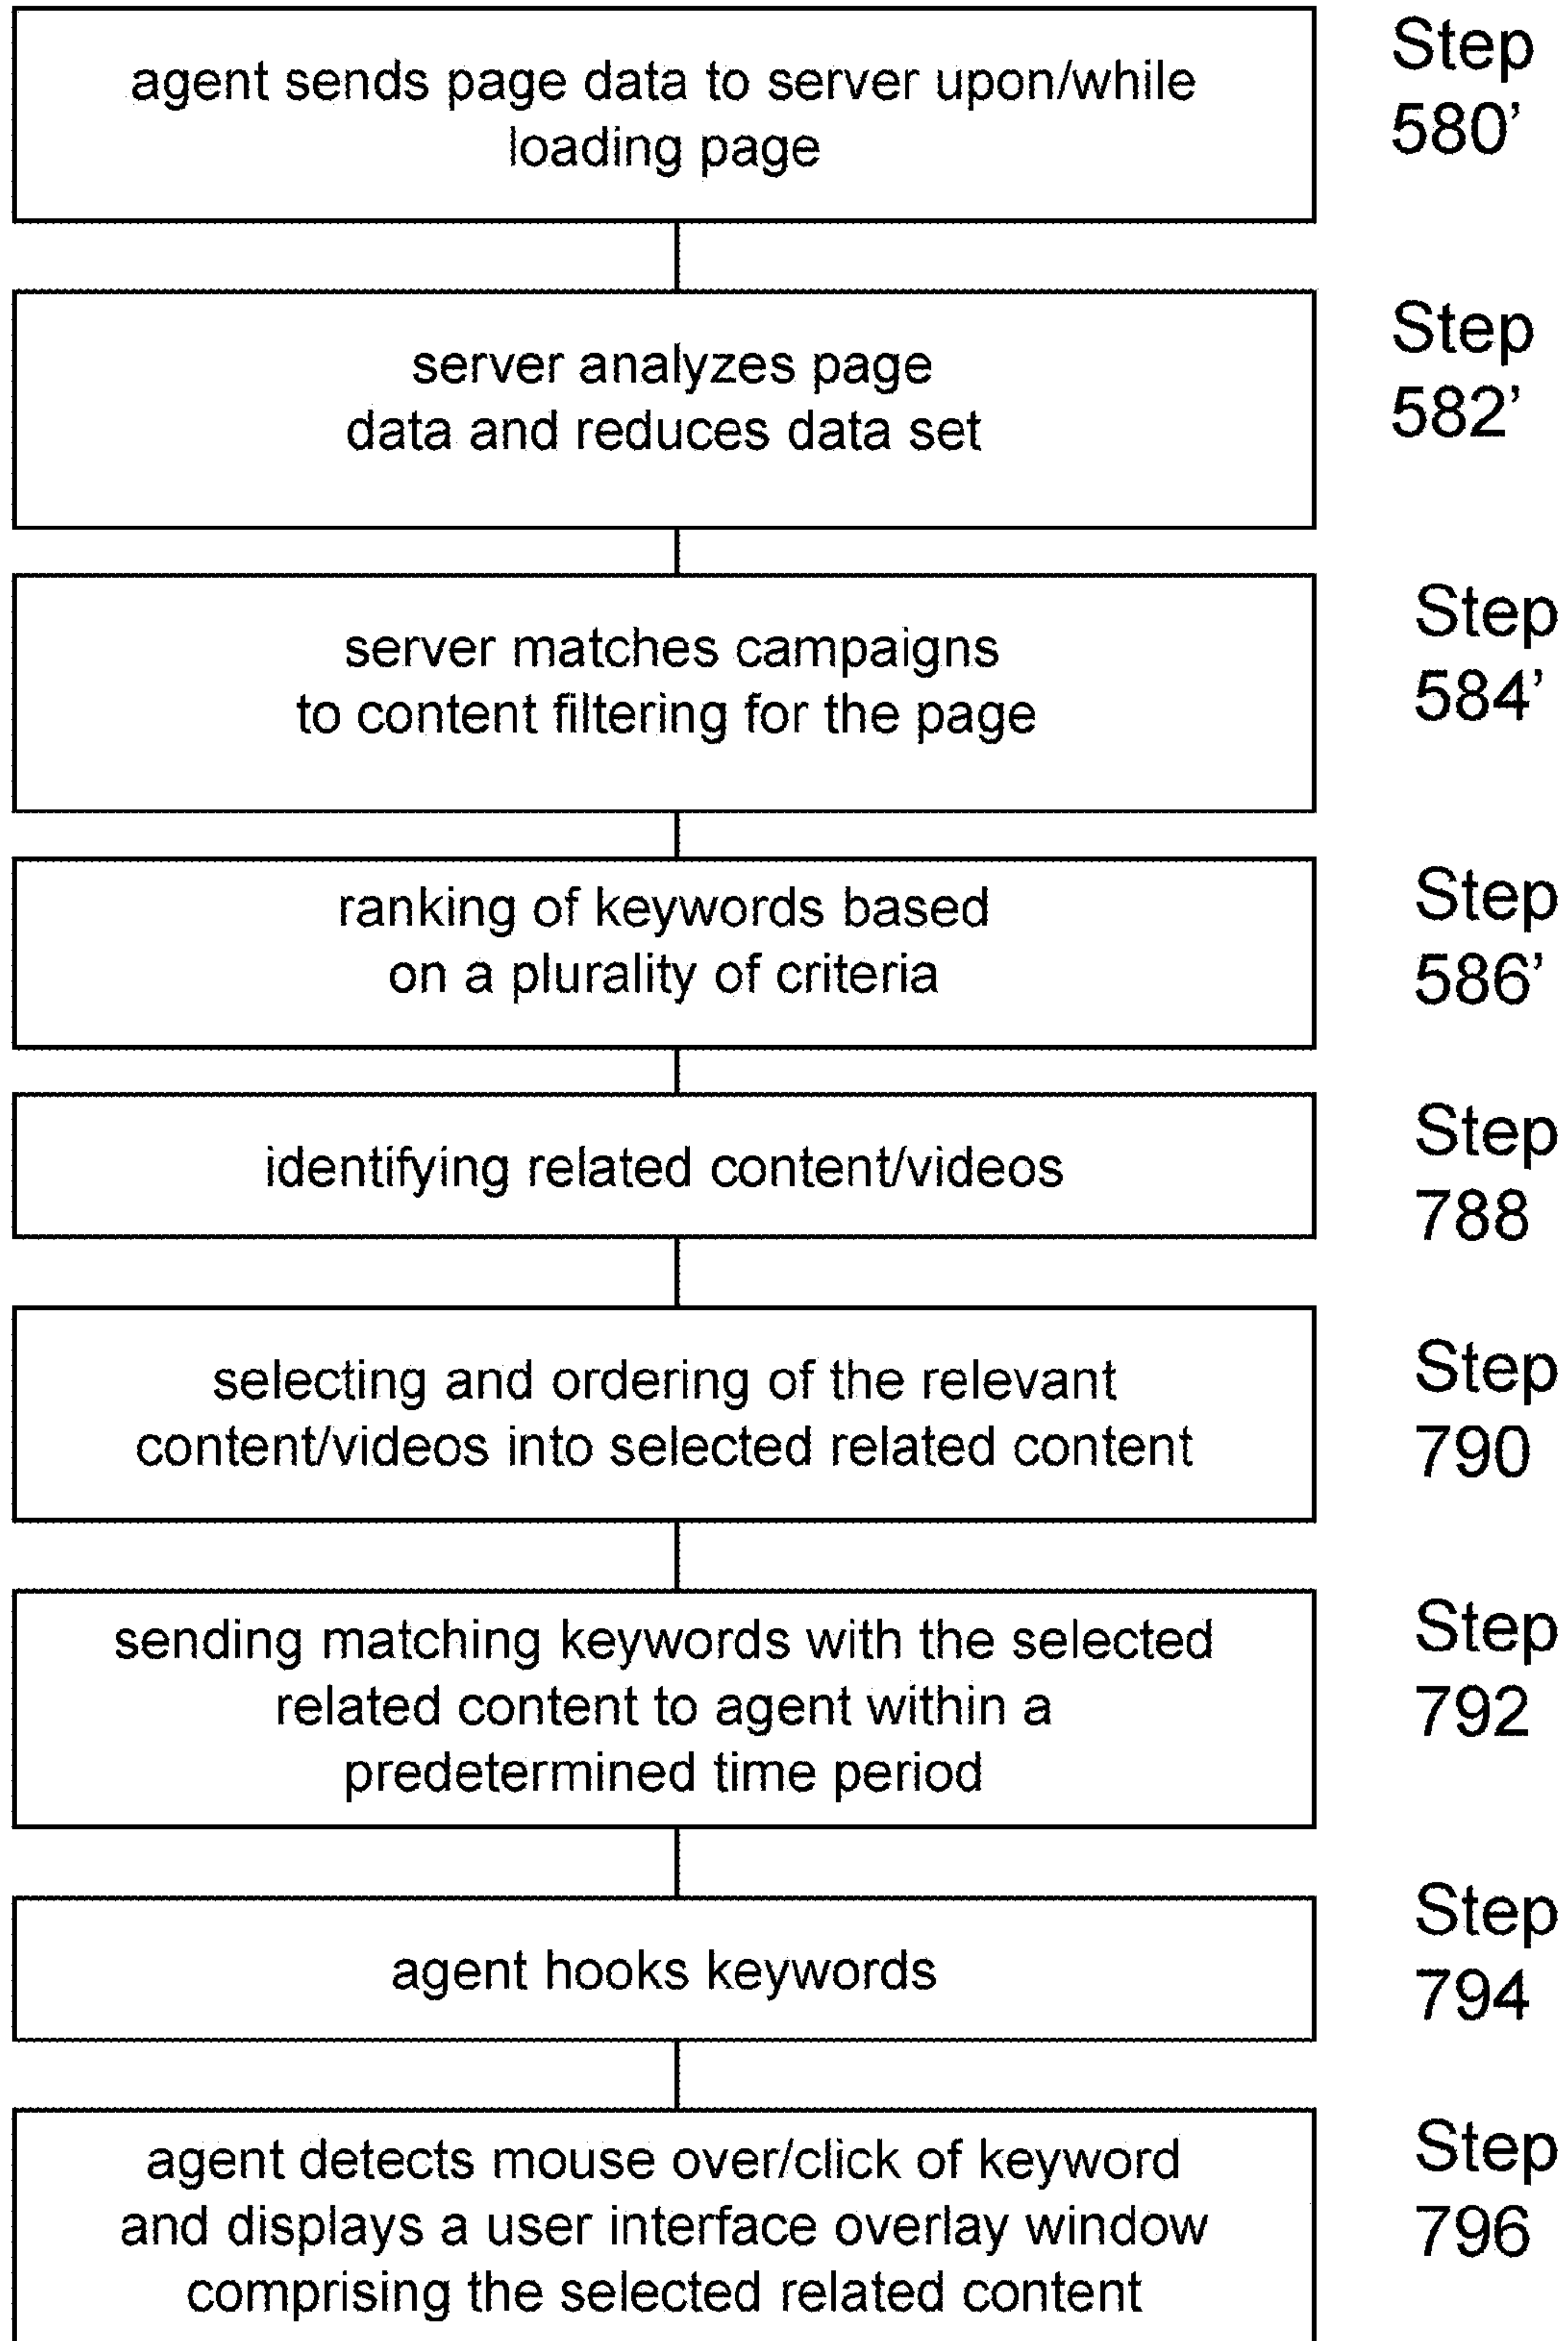 agent sends page data to server upon/while
loading page
Step
580’
server analyzes page
data and reduces data set
Step
582’
server matches campaigns
to content filtering for the page
Step
584’
ranking of keywords based
on a plurality of criteria
Step
586’
identifying related content/videos
Step
788
selecting and ordering of the relevant
content/videos into selected related content
Step
790
sending matching keywords with the selected
related content to agent within a
predetermined time period
Step
792
agent hooks keywords
Step
794
agent detects mouse over/click of keyword
and displays a user interface overlay window
comprising the selected related content
Step
796